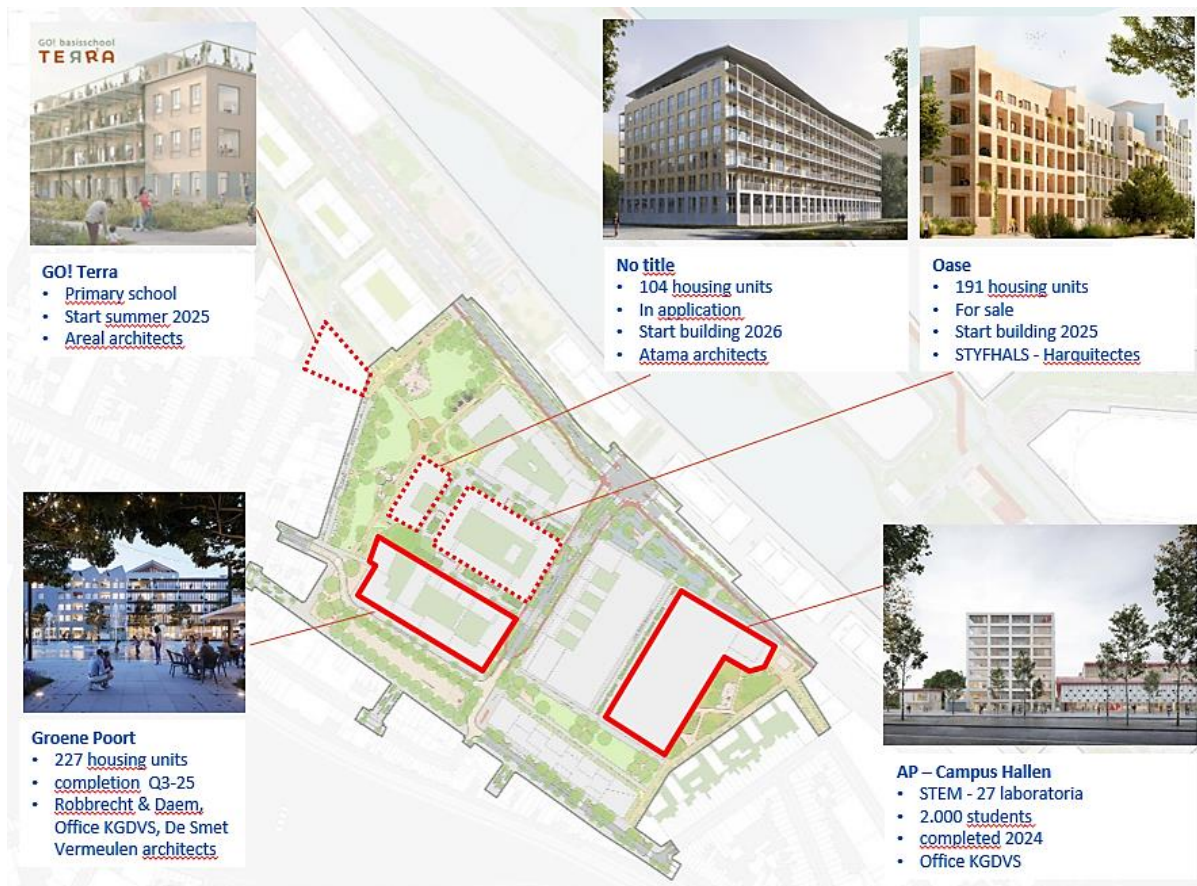 GO! basisschool
TERRA
GO! Terra
• Primary school
• Start summer 2025
• Areal architects
No title
• 104 housing units
• In application
• Start building 2026
• Atama architects
Oase
• 191 housing units
• For sale
• Start building 2025
• STYFHALS - Harquitectes
Groene Poort
• 227 housing units
• completion Q3-25
• Robbrecht & Daem,
Office KGDVS, De Smet
Vermeulen architects
AP – Campus Hallen
• STEM - 27 laboratoria
• 2.000 students
• completed 2024
• Office KGDVS